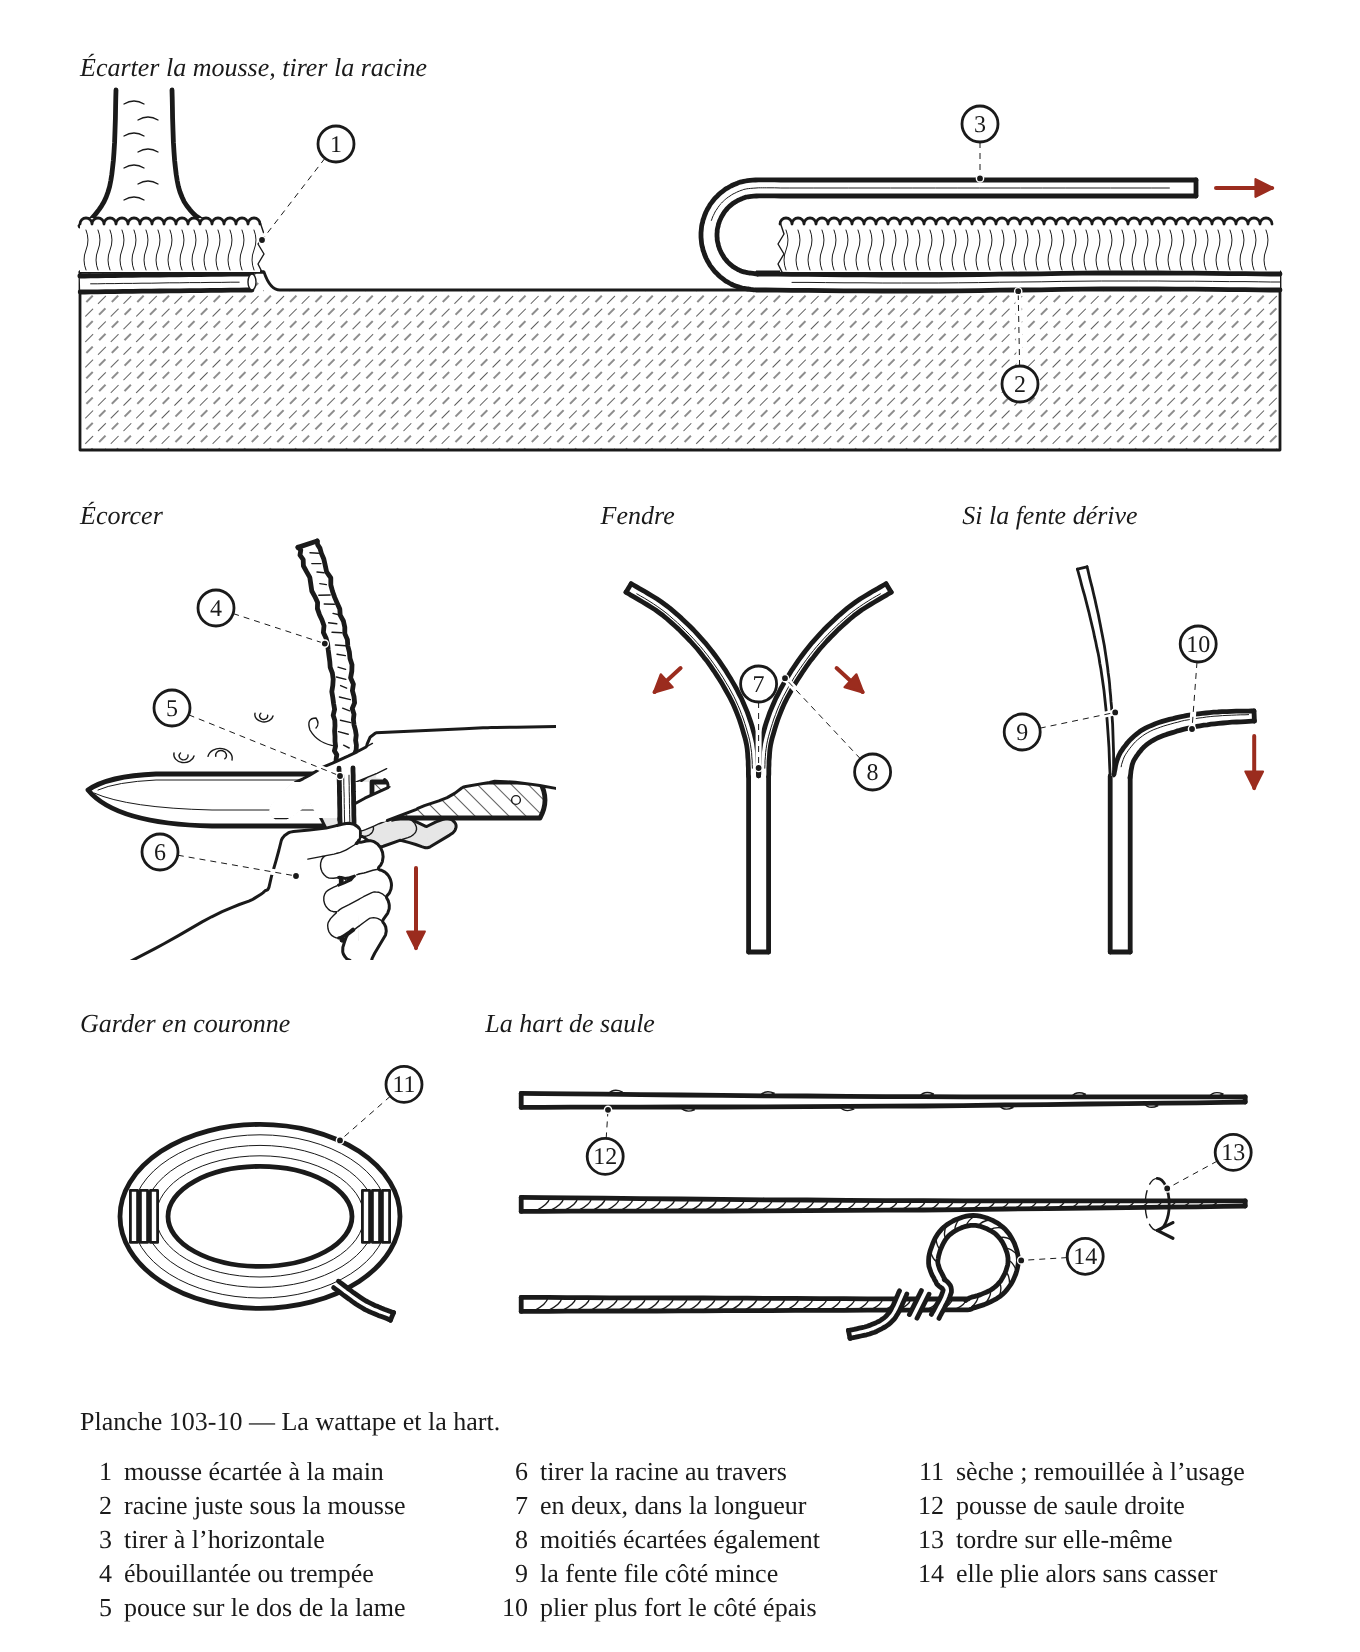 Écarter la mousse, tirer la racine
1
3
2
Écorcer
Fendre
Si la fente dérive
4
5
6
7
8
9
10
Garder en couronne
La hart de saule
11
12
13
14
Planche 103-10 — La wattape et la hart.
1 mousse écartée à la main
2 racine juste sous la mousse
3 tirer à l’horizontale
4 ébouillantée ou trempée
5 pouce sur le dos de la lame
6 tirer la racine au travers
7 en deux, dans la longueur
8 moitiés écartées également
9 la fente file côté mince
10 plier plus fort le côté épais
11 sèche ; remouillée à l’usage
12 pousse de saule droite
13 tordre sur elle-même
14 elle plie alors sans casser